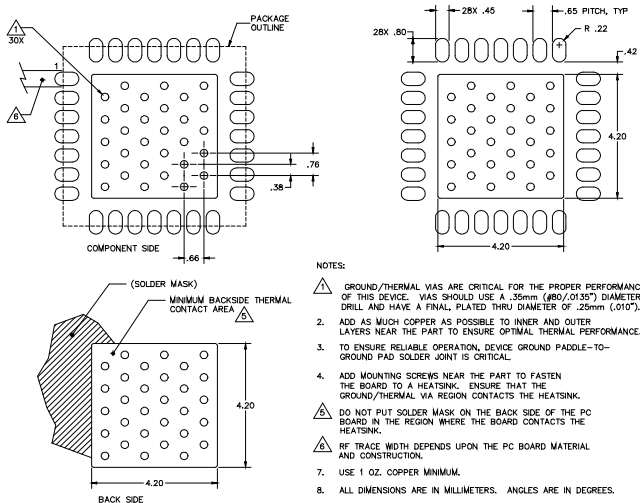 PACKAGE
OUTLINE
1
30X
1
6
.76
.38
.66
COMPONENT SIDE
28X .45
.65 PITCH, TYP
28X .80
R .22
.42
4.20
4.20
(SOLDER MASK)
MINIMUM BACKSIDE THERMAL
CONTACT AREA 5
4.20
4.20
BACK SIDE
NOTES:
1 GROUND/THERMAL VIAS ARE CRITICAL FOR THE PROPER PERFORMANC
OF THIS DEVICE. VIAS SHOULD USE A .35mm (#80/.0135") DIAMETER
DRILL AND HAVE A FINAL, PLATED THRU DIAMETER OF .25mm (.010").
2. ADD AS MUCH COPPER AS POSSIBLE TO INNER AND OUTER
LAYERS NEAR THE PART TO ENSURE OPTIMAL THERMAL PERFORMANCE.
3. TO ENSURE RELIABLE OPERATION, DEVICE GROUND PADDLE-TO-
GROUND PAD SOLDER JOINT IS CRITICAL.
4. ADD MOUNTING SCREWS NEAR THE PART TO FASTEN
THE BOARD TO A HEATSINK. ENSURE THAT THE
GROUND/THERMAL VIA REGION CONTACTS THE HEATSINK.
5 DO NOT PUT SOLDER MASK ON THE BACK SIDE OF THE PC
BOARD IN THE REGION WHERE THE BOARD CONTACTS THE
HEATSINK.
6 RF TRACE WIDTH DEPENDS UPON THE PC BOARD MATERIAL
AND CONSTRUCTION.
7. USE 1 OZ. COPPER MINIMUM.
8. ALL DIMENSIONS ARE IN MILLIMETERS. ANGLES ARE IN DEGREES.